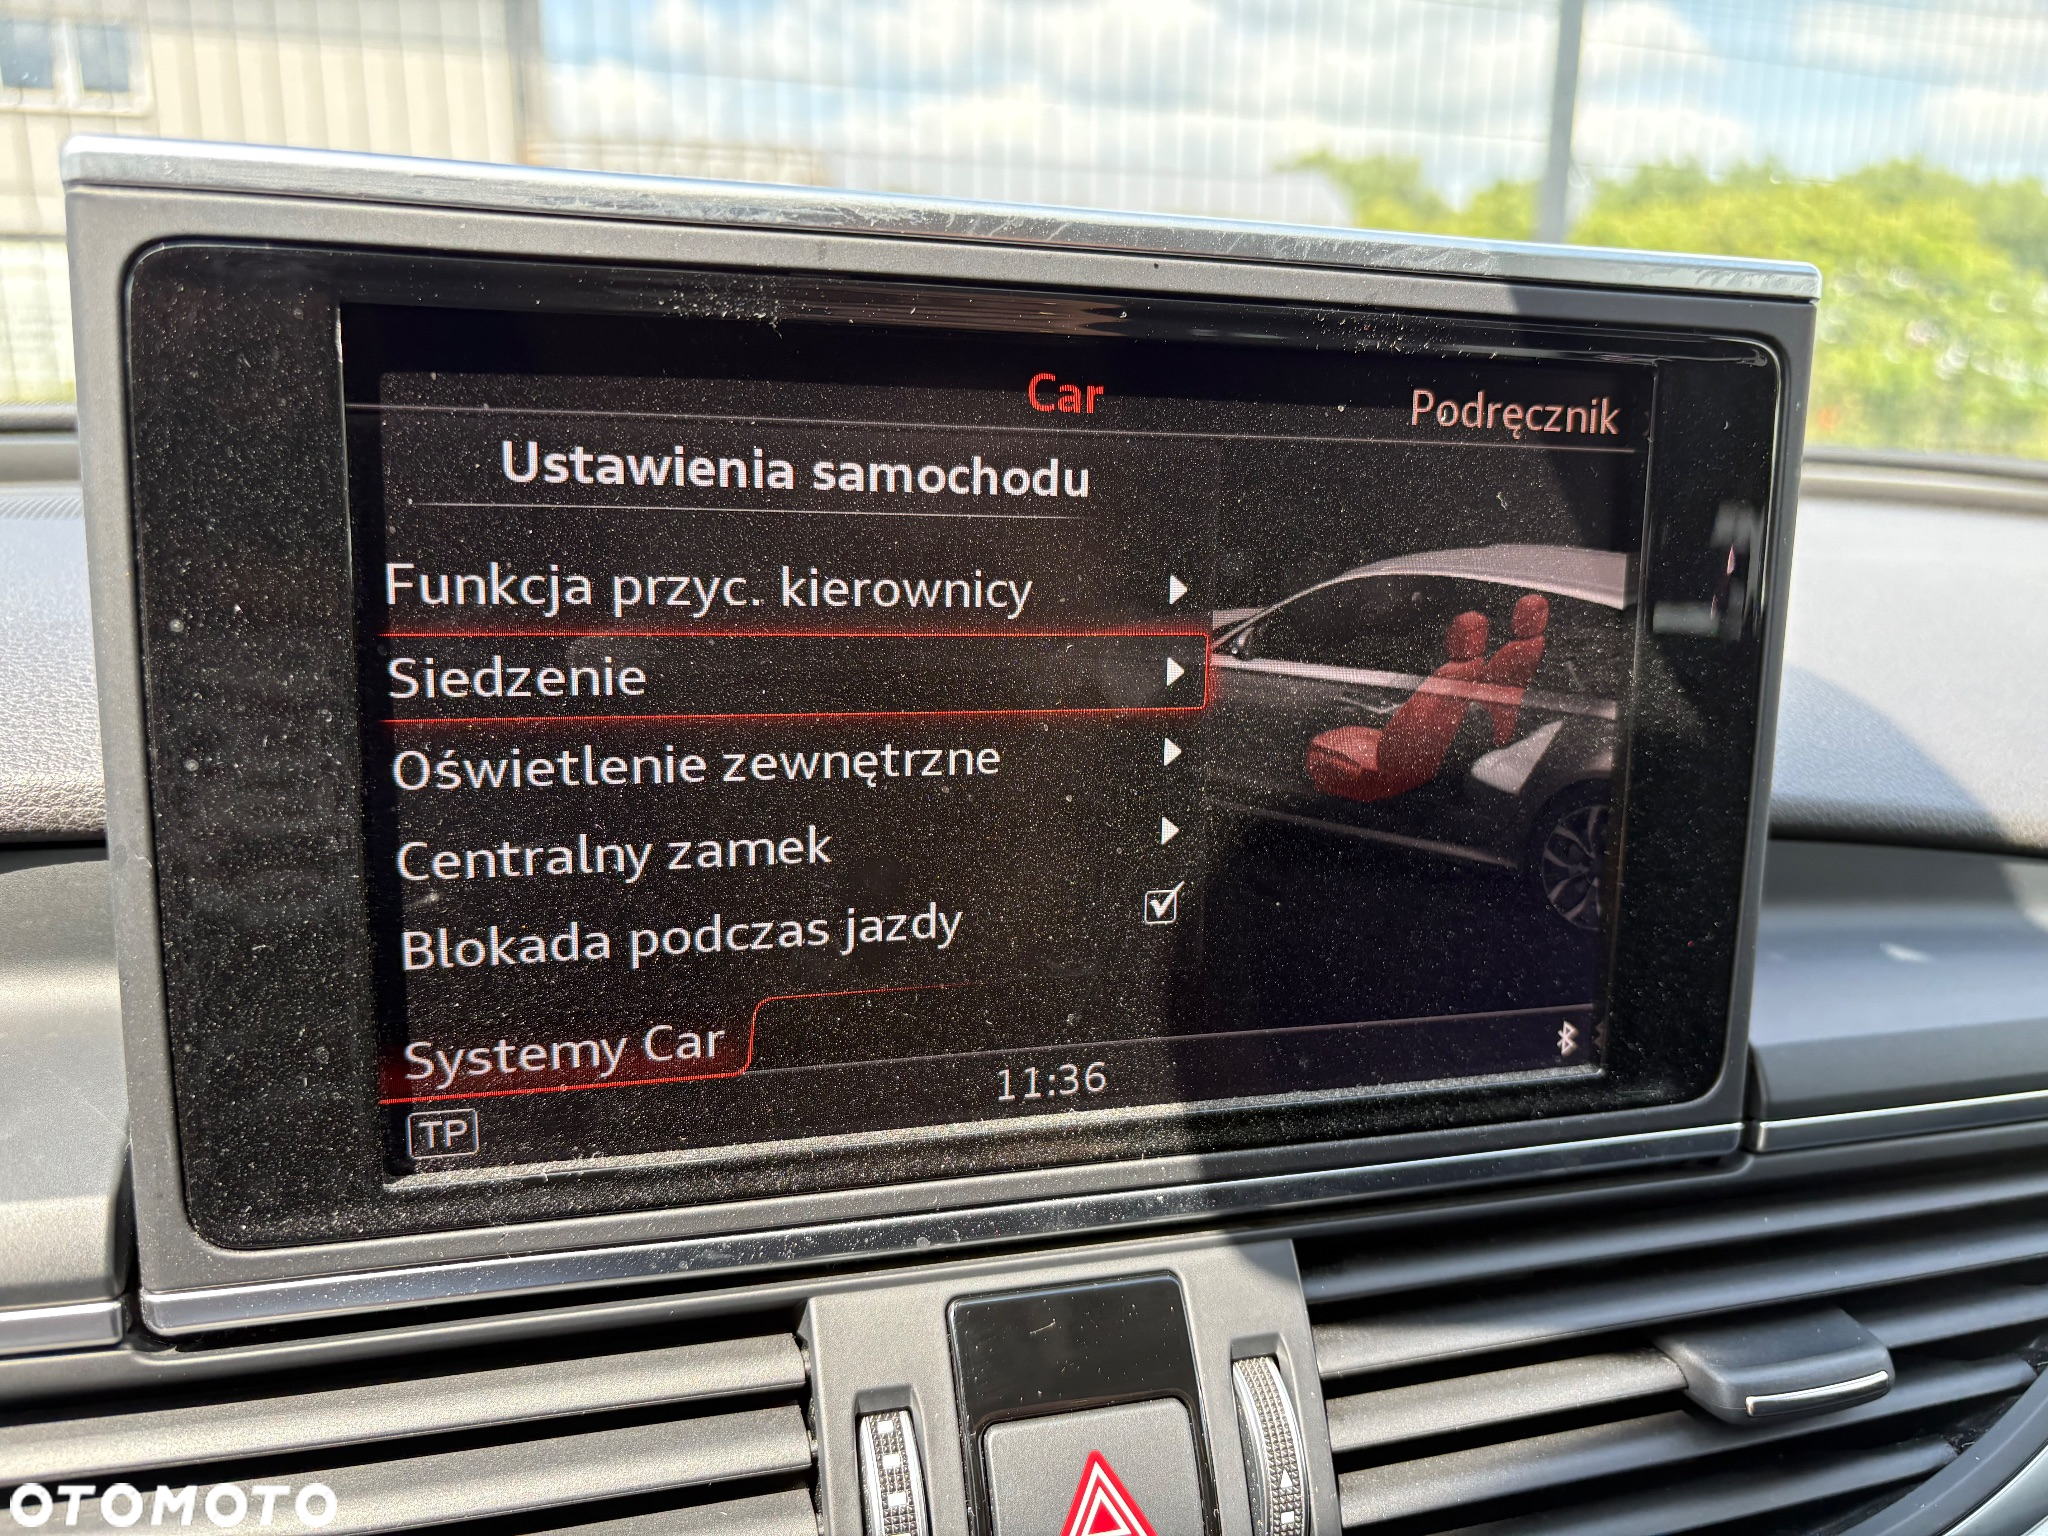 Car
Podręcznik
Ustawienia samochodu
Funkcja przyc. kierownicy
Siedzenie
Oświetlenie zewnętrzne
Centralny zamek
Blokada podczas jazdy
Systemy Car
11:36
TP
OTOMOTO